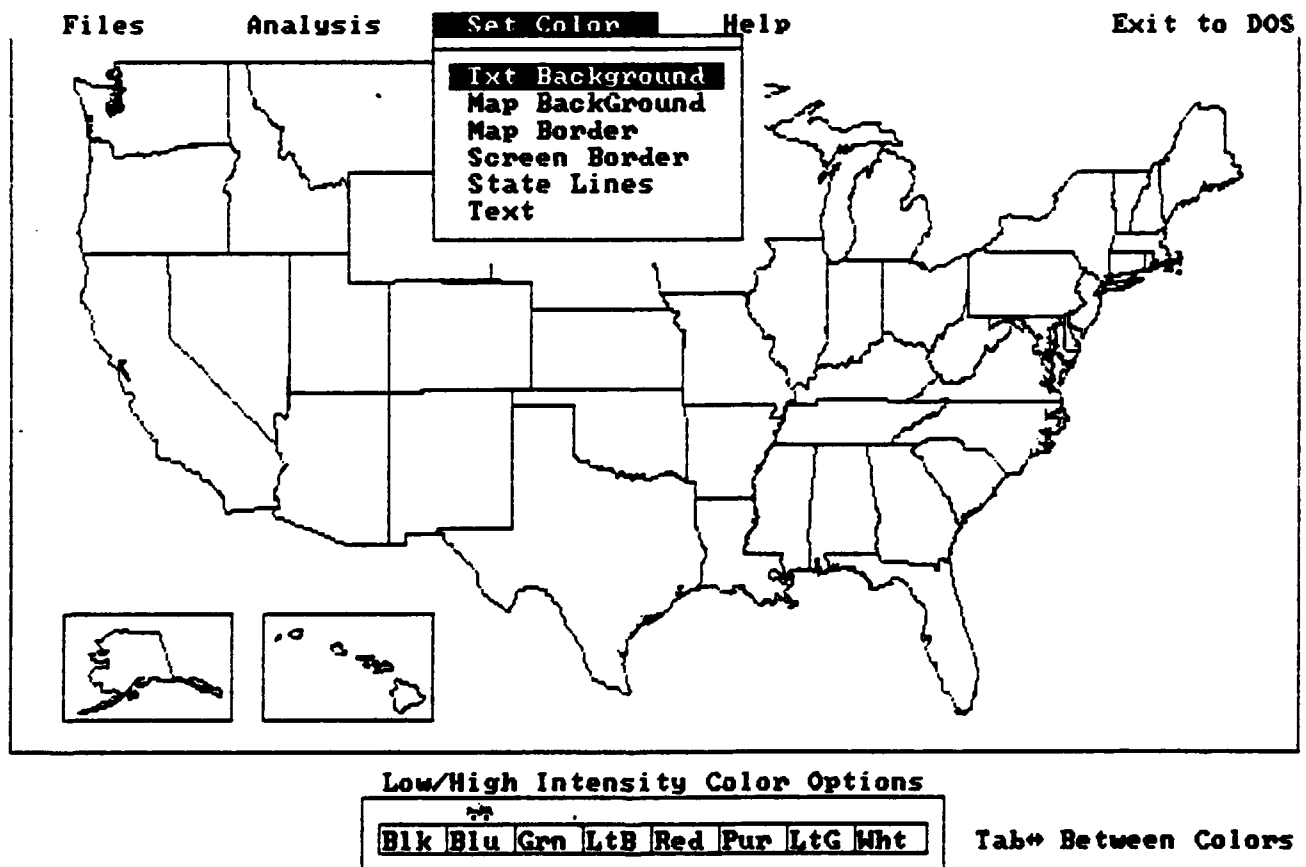 Files Analysis Set Color Help Exit to DOS
Txt Background
Map BackGround
Map Border
Screen Border
State Lines
Text
Low/High Intensity Color Options
Blk Blu Grn LtB Red Pur LtG Wht
Tab↔ Between Colors